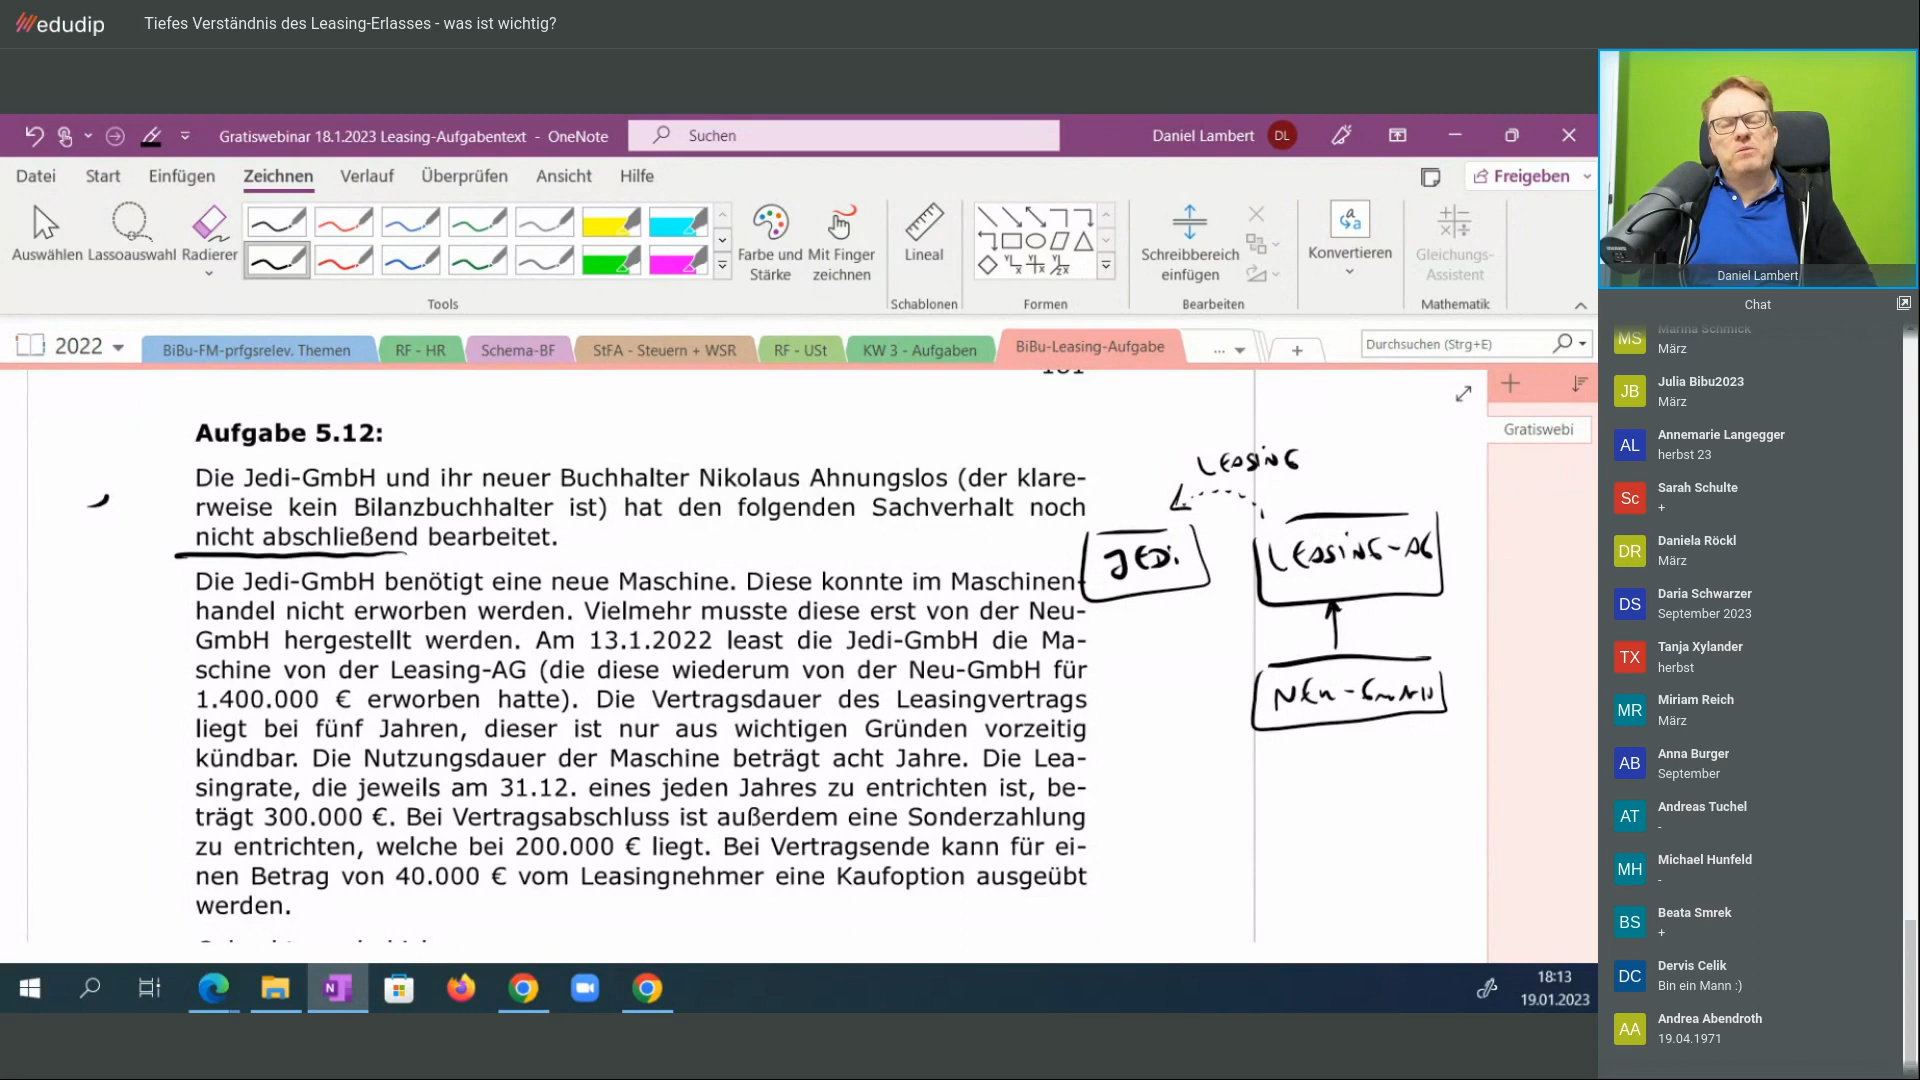 edudip
Tiefes Verständnis des Leasing-Erlasses - was ist wichtig?
Gratiswebinar 18.1.2023 Leasing-Aufgabentext - OneNote
Suchen
Daniel Lambert
DL
Datei
Start
Einfügen
Zeichnen
Verlauf
Überprüfen
Ansicht
Hilfe
Freigeben
Auswählen
Lassoauswahl
Radierer
Farbe und
Stärke
Mit Finger
zeichnen
Lineal
Schreibbereich
einfügen
Konvertieren
Gleichungs-
Assistent
Tools
Schablonen
Formen
Bearbeiten
Mathematik
2022
BiBu-FM-prfgsrelev. Themen
RF - HR
Schema-BF
StFA - Steuern + WSR
RF - USt
KW 3 - Aufgaben
BiBu-Leasing-Aufgabe
...
Durchsuchen (Strg+E)
Gratiswebi
Aufgabe 5.12:
Die Jedi-GmbH und ihr neuer Buchhalter Nikolaus Ahnungslos (der klare-
rweise kein Bilanzbuchhalter ist) hat den folgenden Sachverhalt noch
nicht abschließend bearbeitet.
Die Jedi-GmbH benötigt eine neue Maschine. Diese konnte im Maschinen-
handel nicht erworben werden. Vielmehr musste diese erst von der Neu-
GmbH hergestellt werden. Am 13.1.2022 least die Jedi-GmbH die Ma-
schine von der Leasing-AG (die diese wiederum von der Neu-GmbH für
1.400.000 € erworben hatte). Die Vertragsdauer des Leasingvertrags
liegt bei fünf Jahren, dieser ist nur aus wichtigen Gründen vorzeitig
kündbar. Die Nutzungsdauer der Maschine beträgt acht Jahre. Die Lea-
singrate, die jeweils am 31.12. eines jeden Jahres zu entrichten ist, be-
trägt 300.000 €. Bei Vertragsabschluss ist außerdem eine Sonderzahlung
zu entrichten, welche bei 200.000 € liegt. Bei Vertragsende kann für ei-
nen Betrag von 40.000 € vom Leasingnehmer eine Kaufoption ausgeübt
werden.
LEASING
JEDI
LEASING-AG
NEU-GmbH
18:13
19.01.2023
Daniel Lambert
Chat
MS
Marina Schmick
März
JB
Julia Bibu2023
März
AL
Annemarie Langegger
herbst 23
Sc
Sarah Schulte
+
DR
Daniela Röckl
März
DS
Daria Schwarzer
September 2023
TX
Tanja Xylander
herbst
MR
Miriam Reich
März
AB
Anna Burger
September
AT
Andreas Tuchel
-
MH
Michael Hunfeld
-
BS
Beata Smrek
+
DC
Dervis Celik
Bin ein Mann :)
AA
Andrea Abendroth
19.04.1971